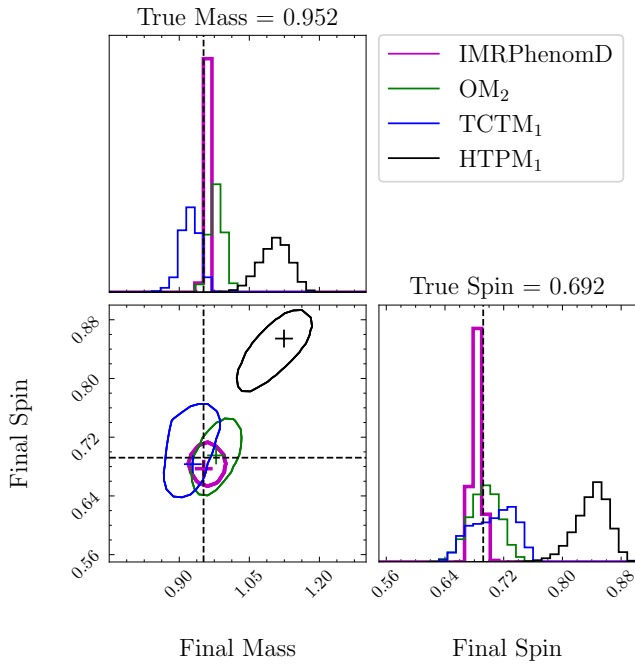 True Mass = 0.952
IMRPhenomD
OM₂
TCTM₁
HTPM₁
True Spin = 0.692
Final Spin
0.88
0.80
0.72
0.64
0.56
0.90
1.05
1.20
0.56
0.64
0.72
0.80
0.88
Final Mass
Final Spin